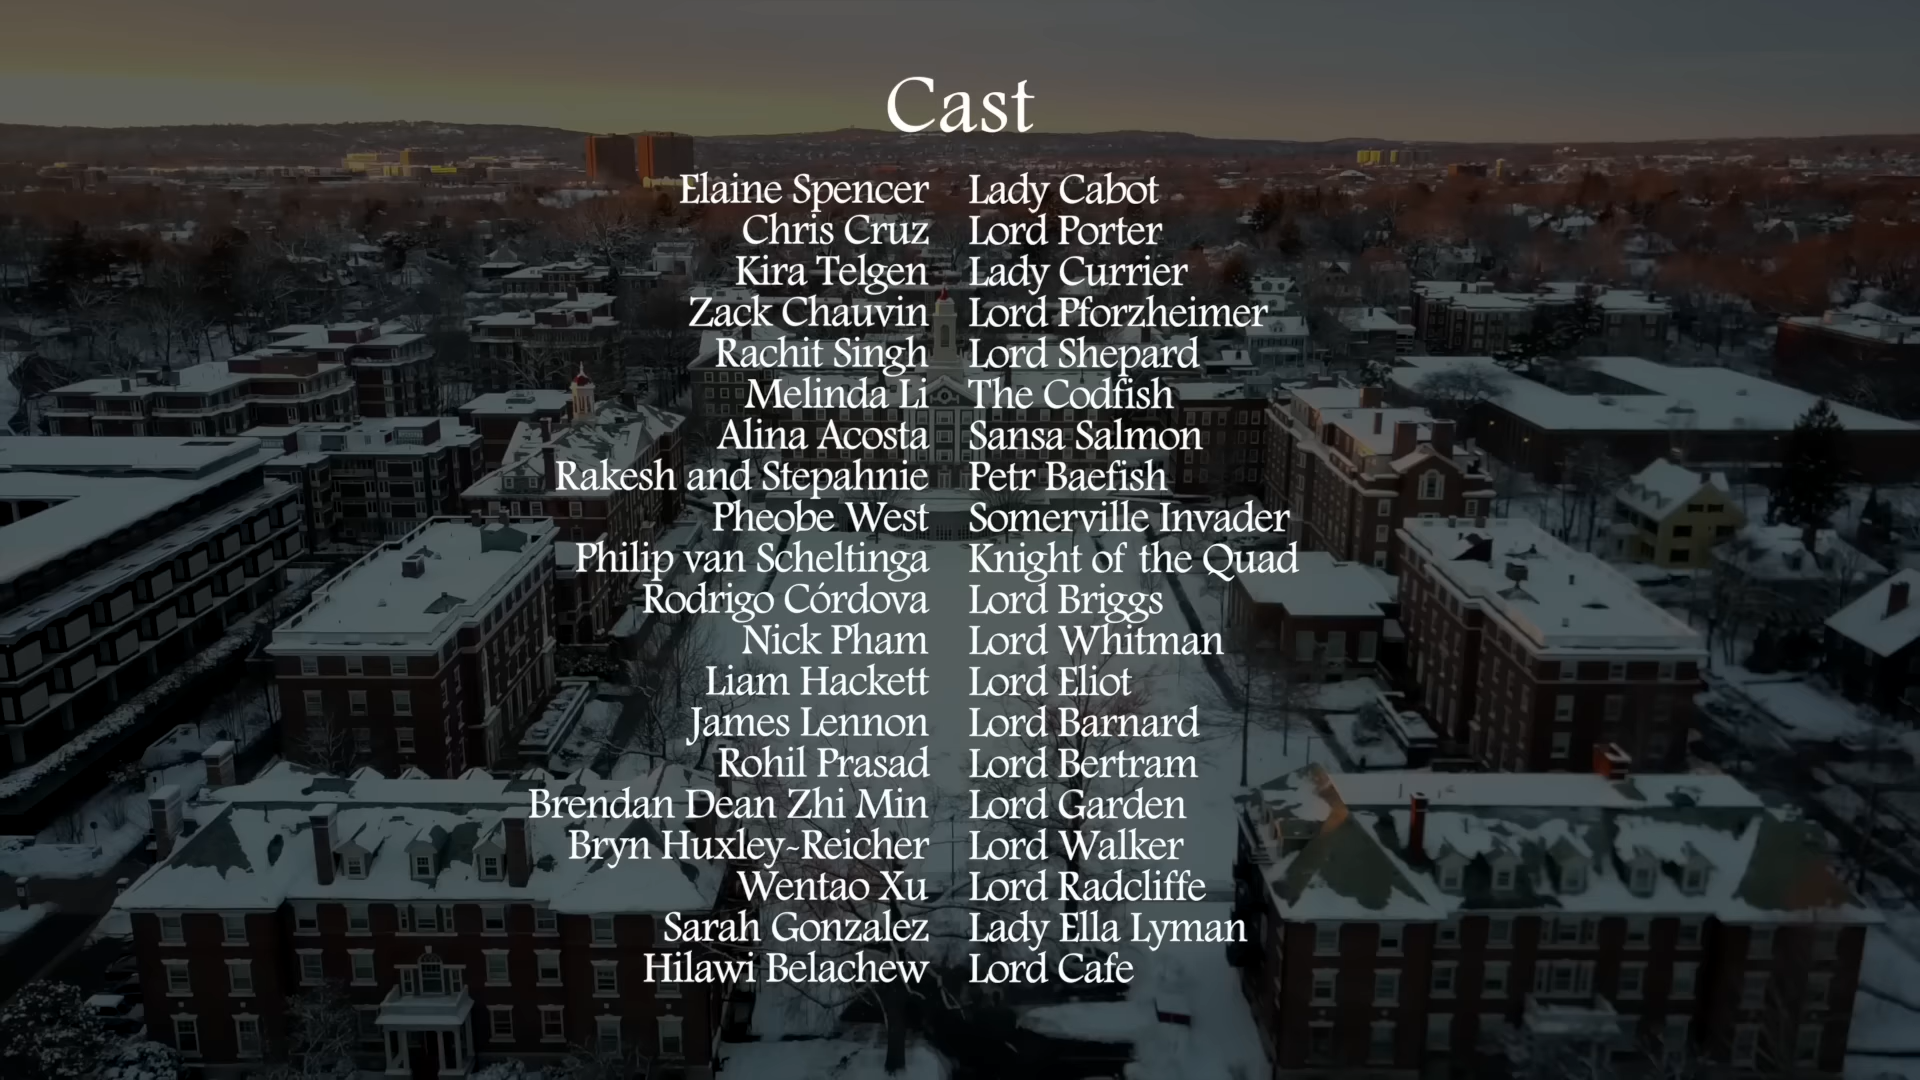 Cast
Elaine Spencer Lady Cabot
Chris Cruz Lord Porter
Kira Telgen Lady Currier
Zack Chauvin Lord Pforzheimer
Rachit Singh Lord Shepard
Melinda Li The Codfish
Alina Acosta Sansa Salmon
Rakesh and Stepahnie Petr Baefish
Pheobe West Somerville Invader
Philip van Scheltinga Knight of the Quad
Rodrigo Córdova Lord Briggs
Nick Pham Lord Whitman
Liam Hackett Lord Eliot
James Lennon Lord Barnard
Rohil Prasad Lord Bertram
Brendan Dean Zhi Min Lord Garden
Bryn Huxley-Reicher Lord Walker
Wentao Xu Lord Radcliffe
Sarah Gonzalez Lady Ella Lyman
Hilawi Belachew Lord Cafe